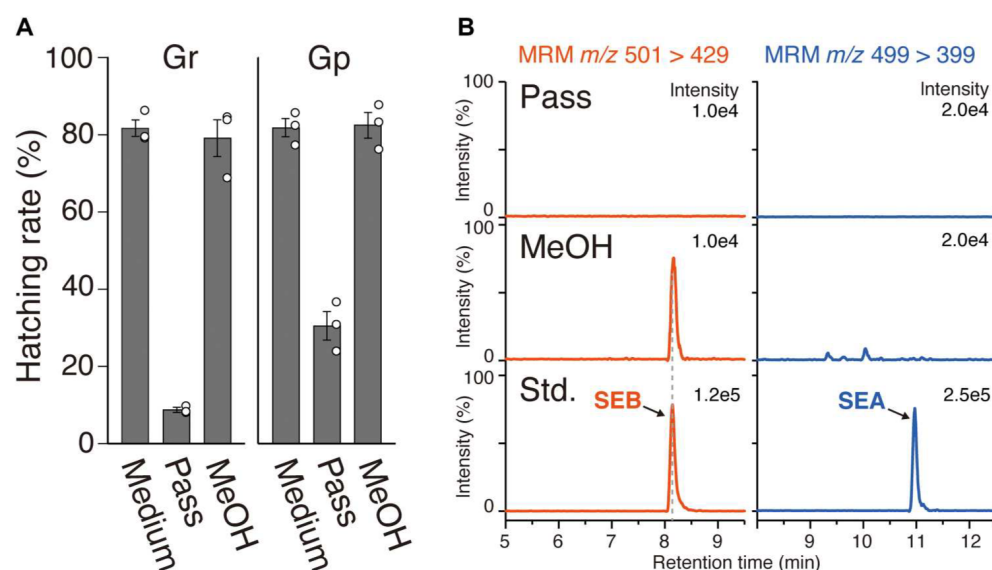 A
Hatching rate (%)
100
80
60
40
20
0
Gr
Gp
Medium
Pass
MeOH
Medium
Pass
MeOH
B
MRM m/z 501 > 429
MRM m/z 499 > 399
Intensity (%)
100
0
Pass
Intensity
1.0e4
Intensity
2.0e4
Intensity (%)
100
0
MeOH
1.0e4
2.0e4
Intensity (%)
100
0
Std.
SEB
1.2e5
SEA
2.5e5
5 6 7 8 9
10 11 12
Retention time (min)